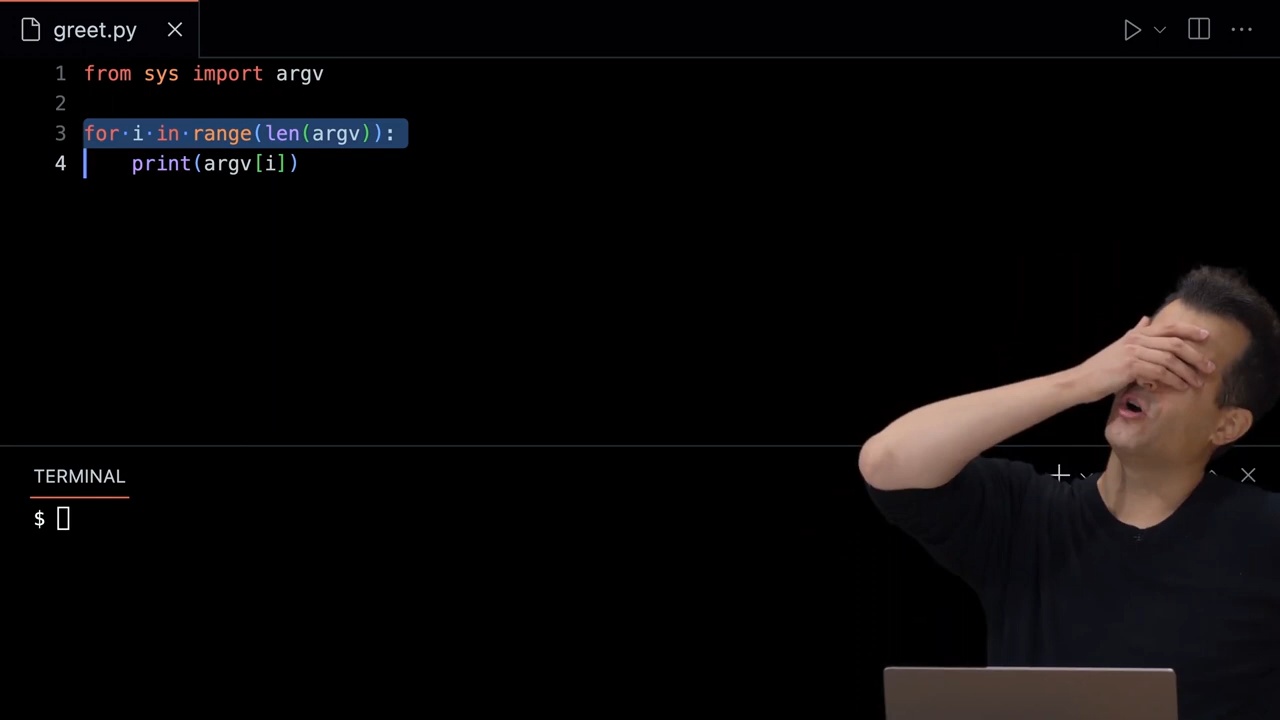 greet.py
1 from sys import argv
2
3 for·i·in·range(len(argv)):
4     print(argv[i])
TERMINAL
$